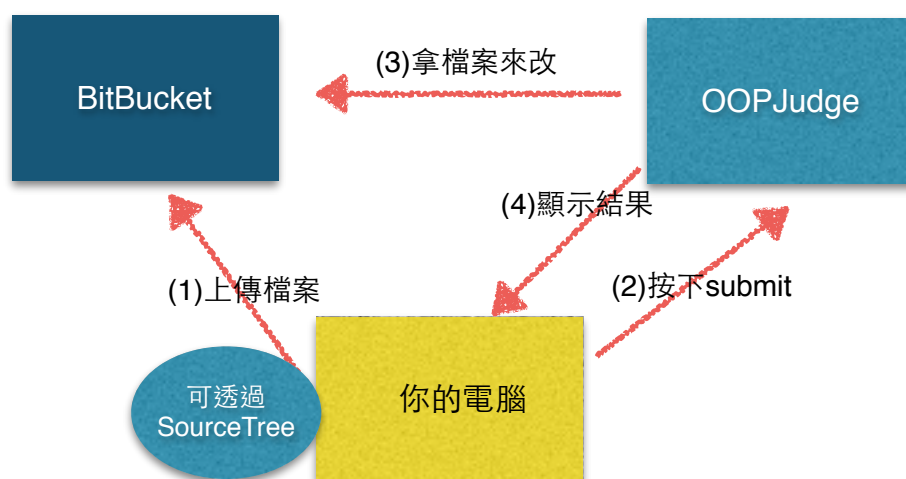 (3)拿檔案來改
BitBucket
OOPJudge
(4)顯示結果
(1)上傳檔案
(2)按下submit
可透過
SourceTree
你的電腦